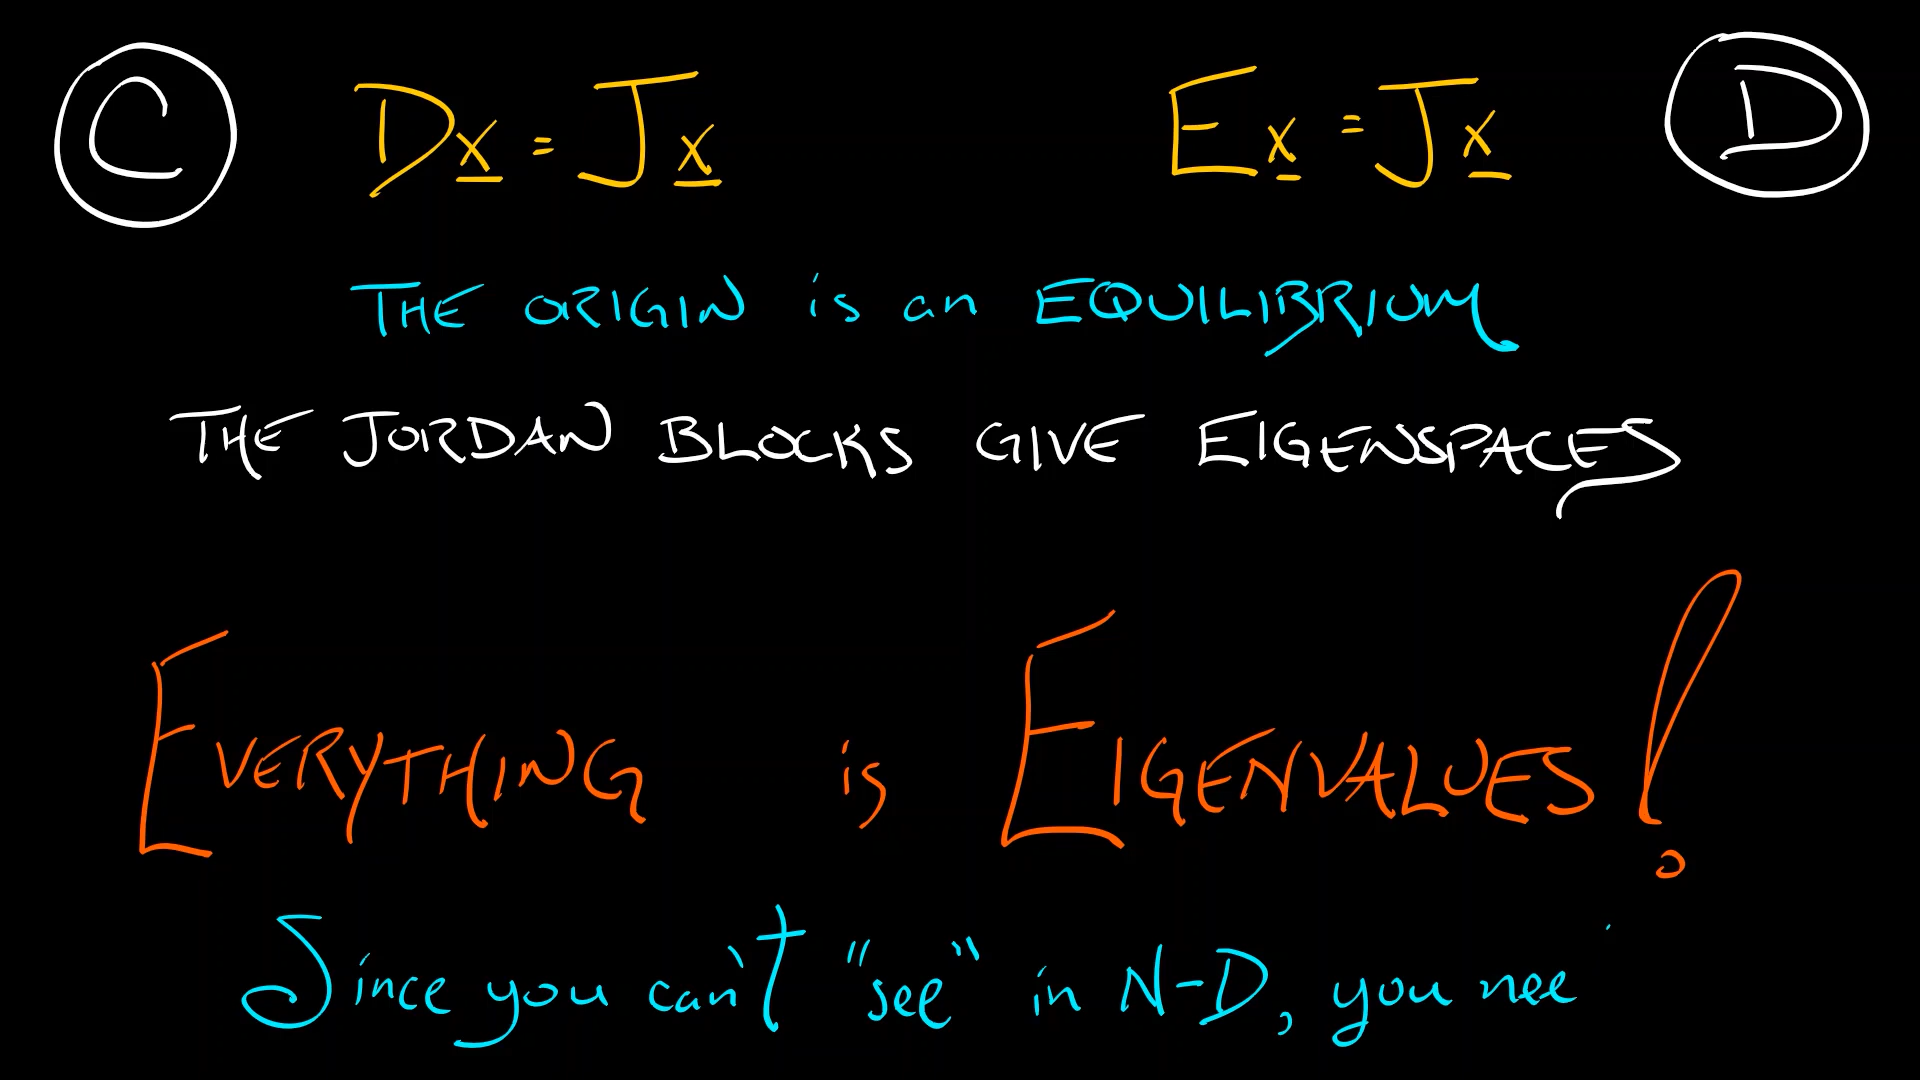 C Dx = Jx Ex = Jx D
THE ORIGIN is an EQUILIBRIUM
THE JORDAN BLOCKS GIVE EIGENSPACES
EVERYTHING is EIGENVALUES!
Since you can't "see" in N-D, you nee